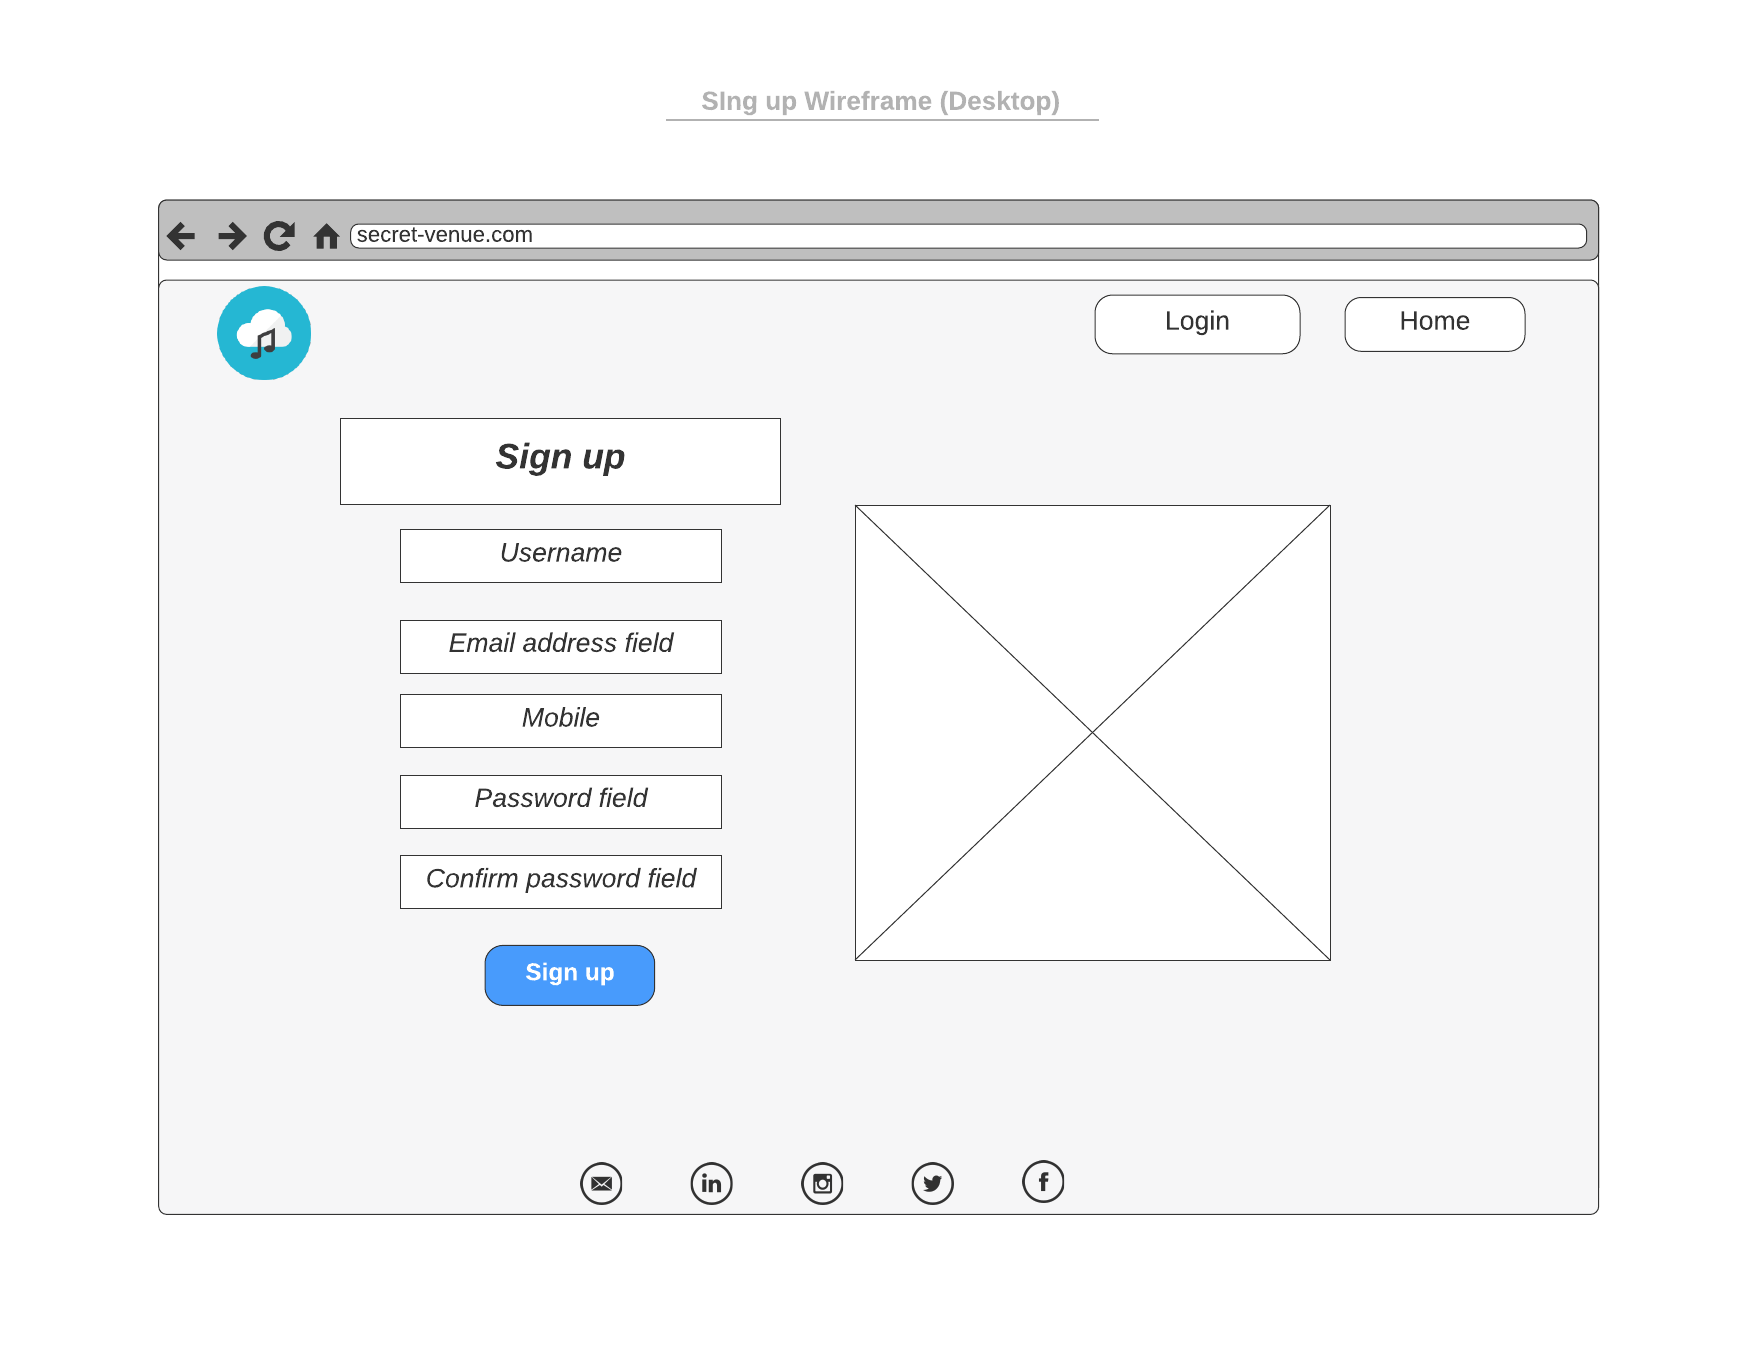 SIng up Wireframe (Desktop)
secret-venue.com
Login
Home
Sign up
Username
Email address field
Mobile
Password field
Confirm password field
Sign up
in
f